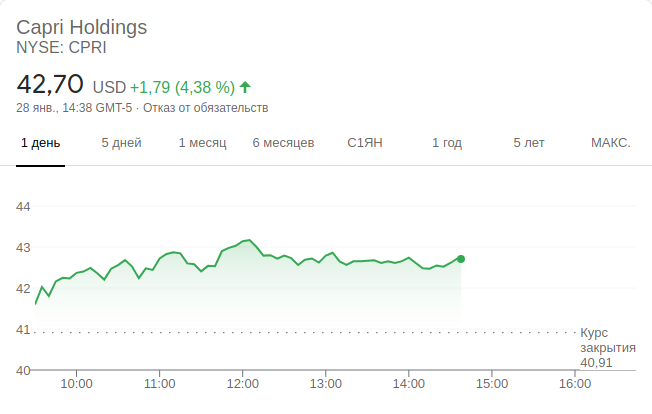 Capri Holdings
NYSE: CPRI
42,70 USD +1,79 (4,38 %)
28 янв., 14:38 GMT-5 · Отказ от обязательств
1 день 5 дней 1 месяц 6 месяцев С1ЯН 1 год 5 лет МАКС.
44
43
42
41
Курс
закрытия
40,91
40
10:00 11:00 12:00 13:00 14:00 15:00 16:00